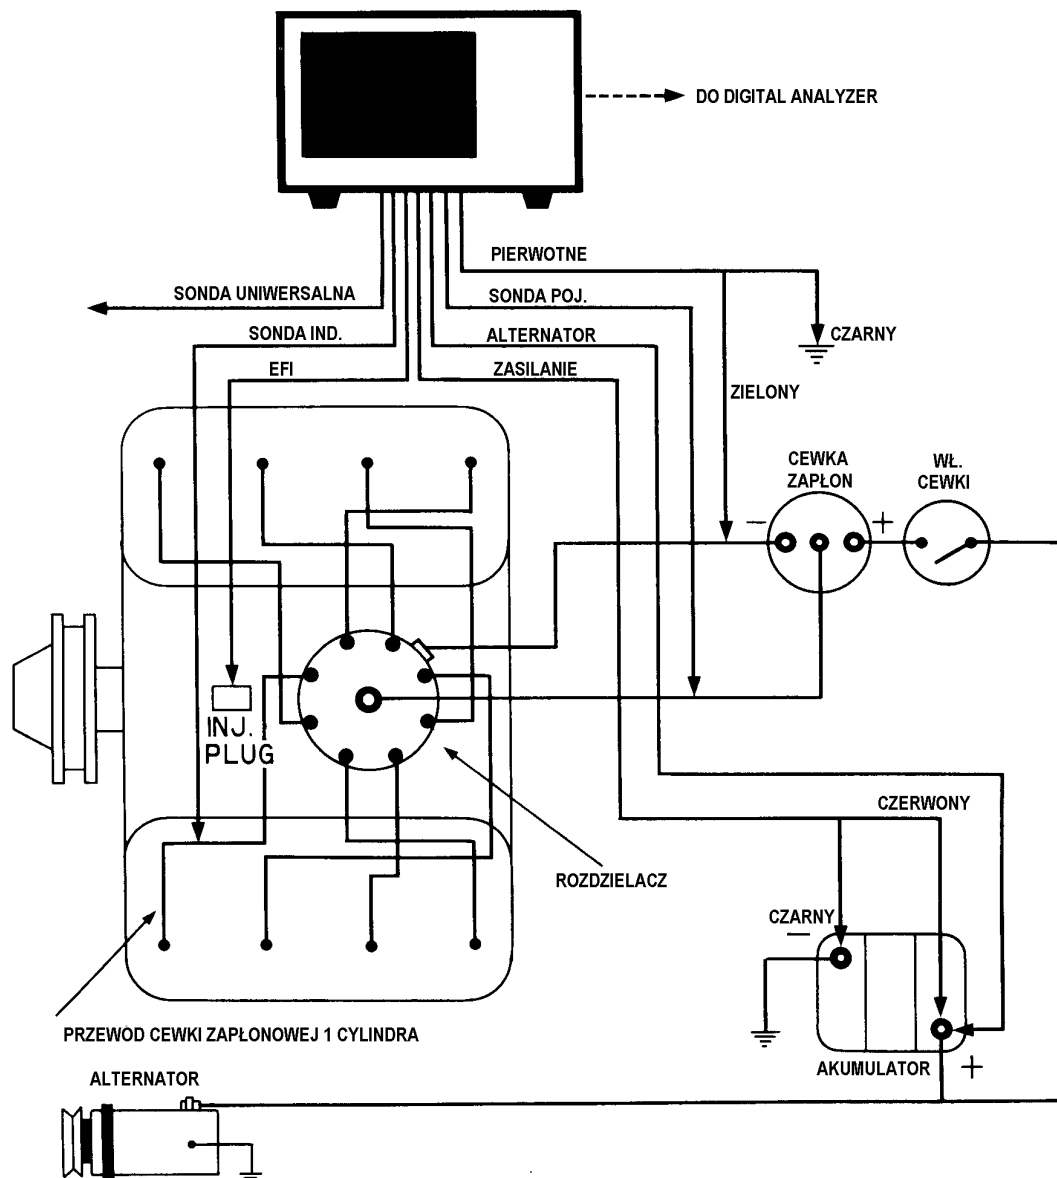 DO DIGITAL ANALYZER
PIERWOTNE
SONDA UNIWERSALNA
SONDA POJ.
SONDA IND.
ALTERNATOR
CZARNY
EFI
ZASILANIE
ZIELONY
CEWKA
ZAPŁON
WŁ.
CEWKI
− +
INJ.
PLUG
CZERWONY
ROZDZIELACZ
CZARNY
−
PRZEWÓD CEWKI ZAPŁONOWEJ 1 CYLINDRA
AKUMULATOR +
ALTERNATOR